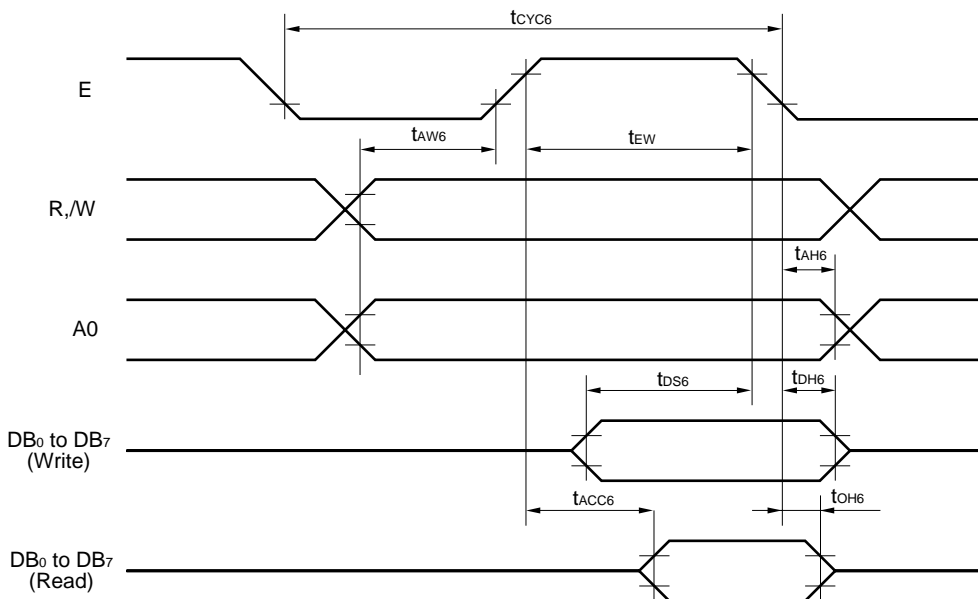 tCYC6
E
tAW6
tEW
R,/W
tAH6
A0
tDS6
tDH6
DB0 to DB7
(Write)
tACC6
tOH6
DB0 to DB7
(Read)